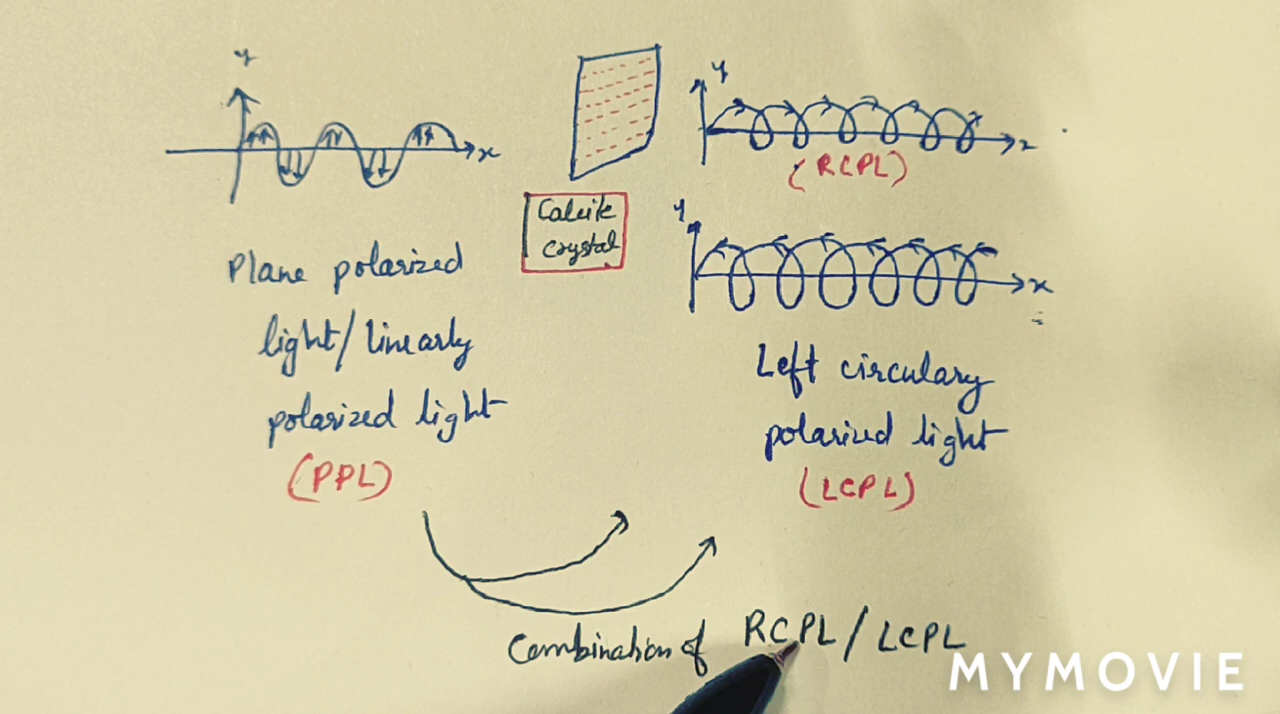 y
x
Plane polarized
light/linearly
polarized light
(PPL)
Calcite
crystal
y
x
(RCPL)
y
x
Left circulary
polarized light
(LCPL)
Combination of RCPL/LCPL
MYMOVIE